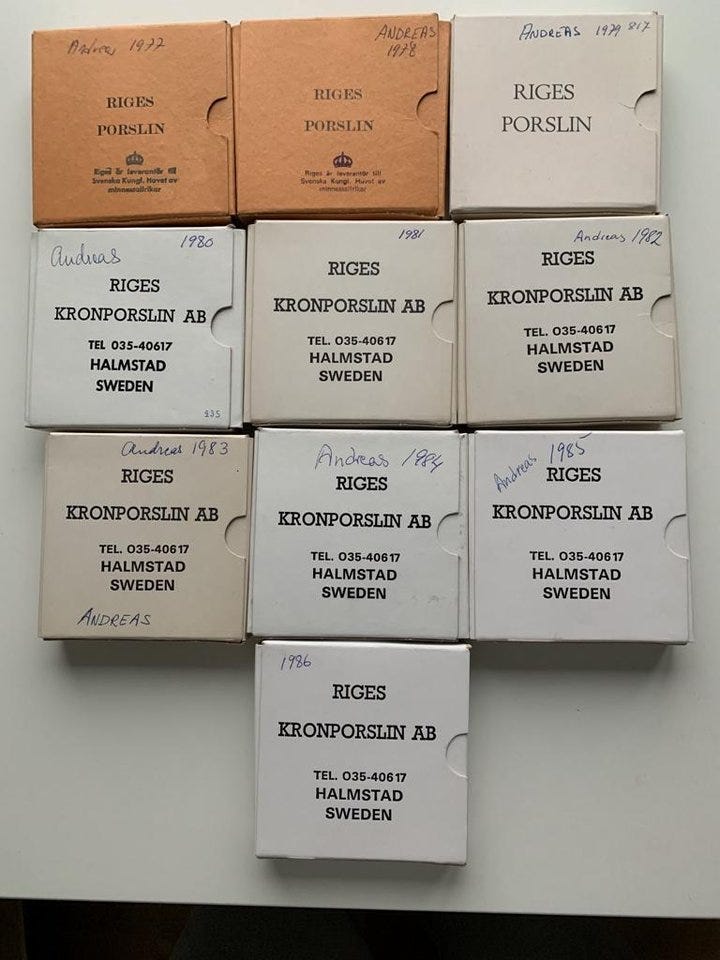 Andreas 1977
RIGES
PORSLIN
Riges är leverantör till
Svenska Kungl. Huvet av
minnestallrikar
ANDREAS
1978
RIGES
PORSLIN
Riges är leverantör till
Svenska Kungl. Huvet av
minnestallrikar
ANDREAS 1979 817
RIGES
PORSLIN
Andreas 1980
RIGES
KRONPORSLIN AB
TEL 035-40617
HALMSTAD
SWEDEN
235
1981
RIGES
KRONPORSLIN AB
TEL. 035-40617
HALMSTAD
SWEDEN
Andreas 1982
RIGES
KRONPORSLIN AB
TEL. 035-40617
HALMSTAD
SWEDEN
Andreas 1983
RIGES
KRONPORSLIN AB
TEL. 035-40617
HALMSTAD
SWEDEN
ANDREAS
Andreas 1984
RIGES
KRONPORSLIN AB
TEL. 035-40617
HALMSTAD
SWEDEN
Andreas 1985
RIGES
KRONPORSLIN AB
TEL. 035-40617
HALMSTAD
SWEDEN
1986
RIGES
KRONPORSLIN AB
TEL. 035-40617
HALMSTAD
SWEDEN